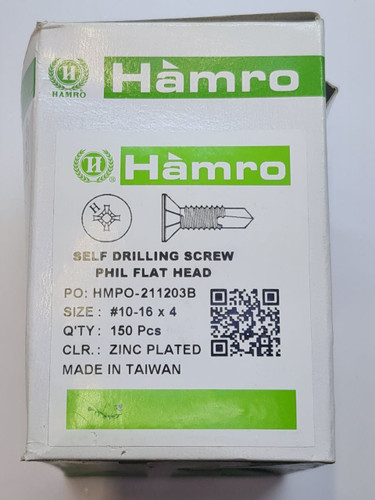 H
HAMRO
Hàmro
H
®
Hàmro
H
SELF DRILLING SCREW
PHIL FLAT HEAD
PO: HMPO-211203B
SIZE : #10-16 x 4
Q'TY : 150 Pcs
CLR. : ZINC PLATED
MADE IN TAIWAN